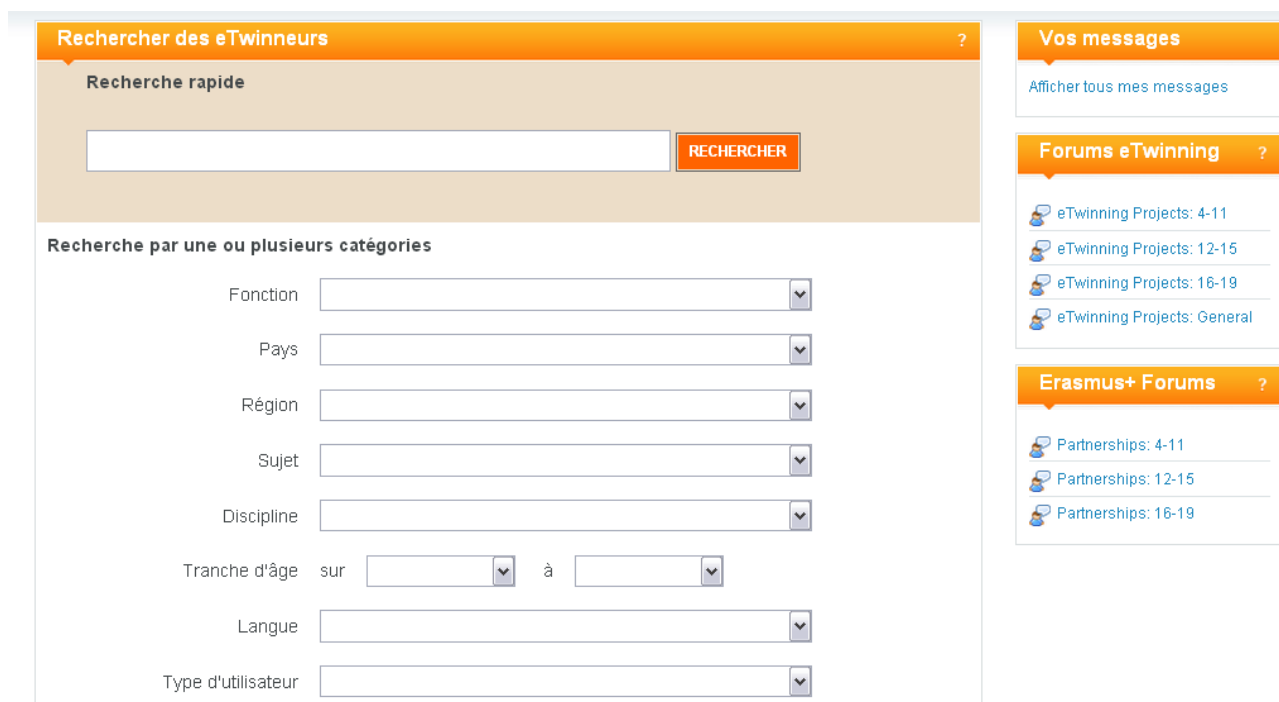 Rechercher des eTwinneurs ?
Recherche rapide
RECHERCHER
Recherche par une ou plusieurs catégories
Fonction
Pays
Région
Sujet
Discipline
Tranche d'âge sur à
Langue
Type d'utilisateur
Vos messages
Afficher tous mes messages
Forums eTwinning ?
eTwinning Projects: 4-11
eTwinning Projects: 12-15
eTwinning Projects: 16-19
eTwinning Projects: General
Erasmus+ Forums ?
Partnerships: 4-11
Partnerships: 12-15
Partnerships: 16-19